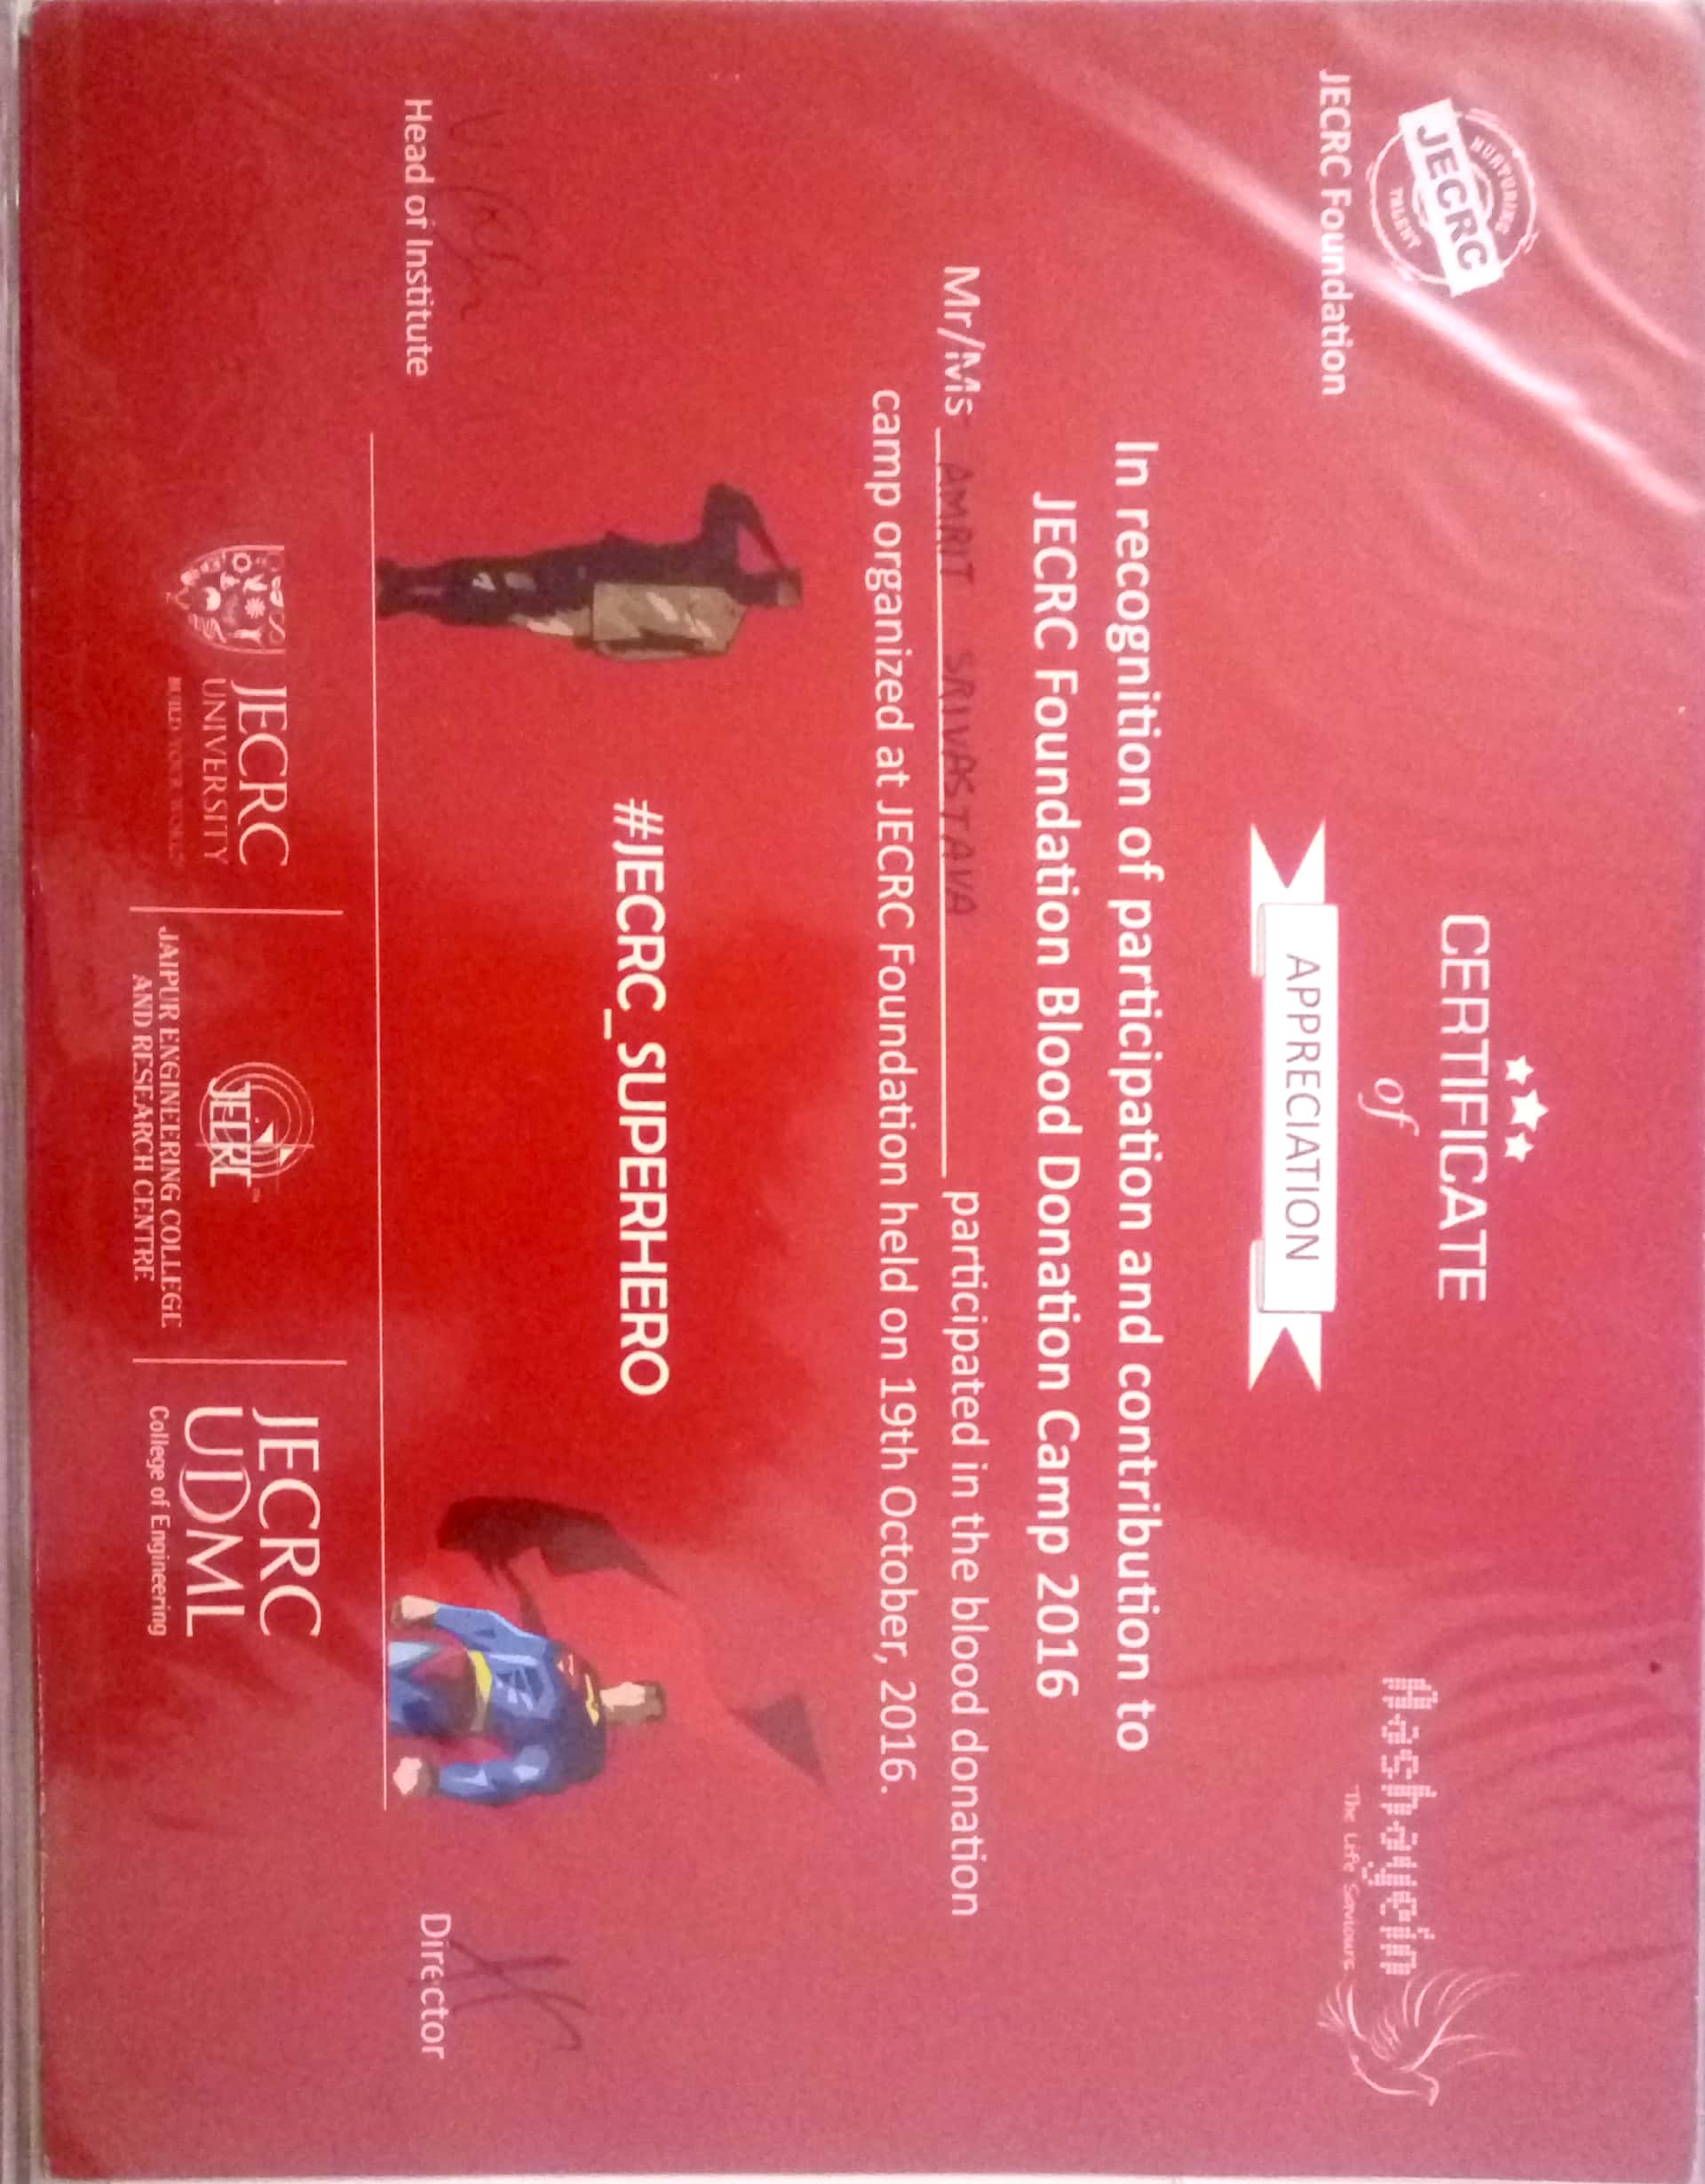 NURTURING
JECRC
TALENT
JECRC Foundation
CERTIFICATE
of
APPRECIATION
Aashayein
The Life Saviours
In recognition of participation and contribution to
JECRC Foundation Blood Donation Camp 2016
Mr/Ms AMRIT SRIVASTAVA participated in the blood donation
camp organized at JECRC Foundation held on 19th October, 2016.
#JECRC_SUPERHERO
Head of Institute
Director
JECRC
UNIVERSITY
BUILD YOUR WORLD
JECRC
JAIPUR ENGINEERING COLLEGE
AND RESEARCH CENTRE
JECRC
UDML
College of Engineering